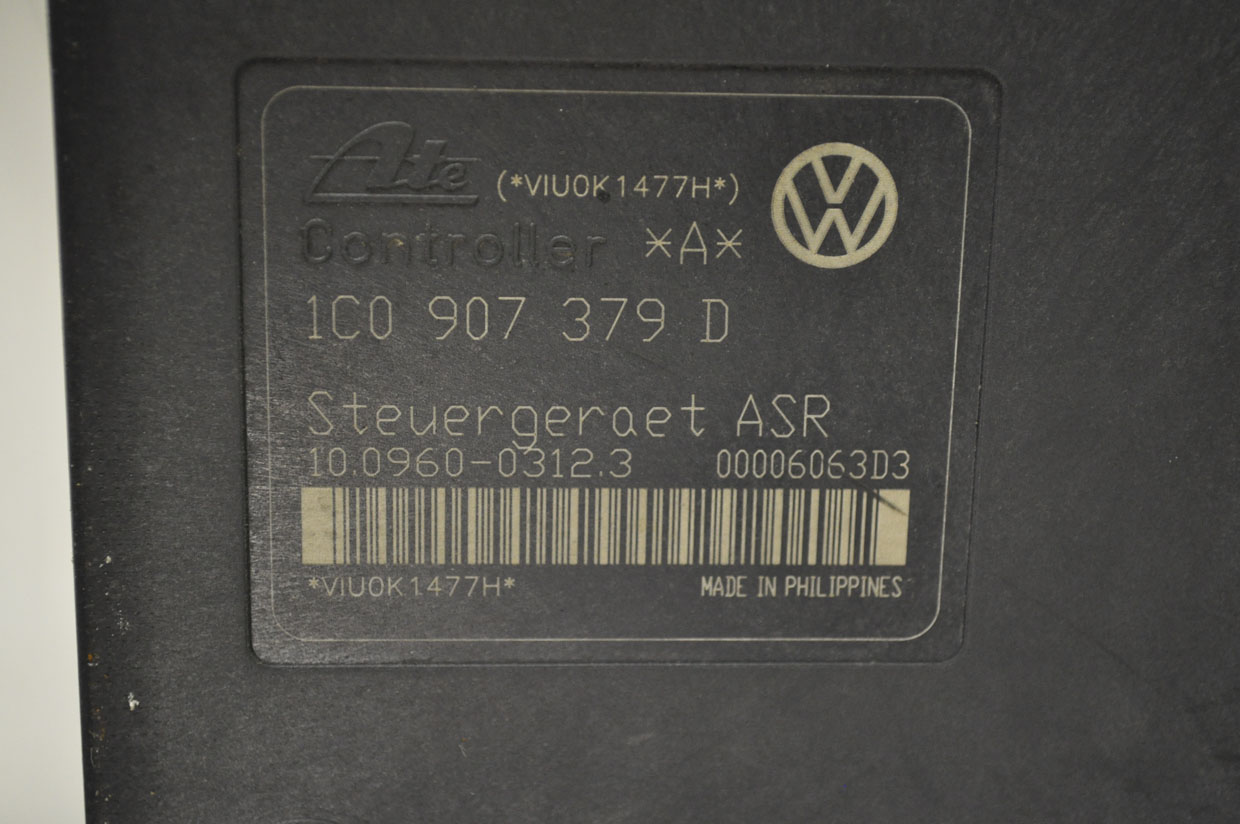 Ate (*VIU0K1477H*)
Controller *A*
1C0 907 379 D
Steuergeraet ASR
10.0960-0312.3 00006063D3
*VIU0K1477H* MADE IN PHILIPPINES